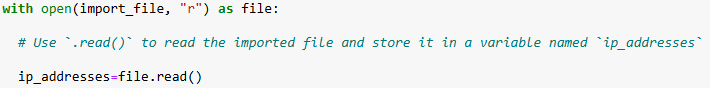 with open(import_file, "r") as file:
# Use `.read()` to read the imported file and store it in a variable named `ip_addresses`
ip_addresses=file.read()